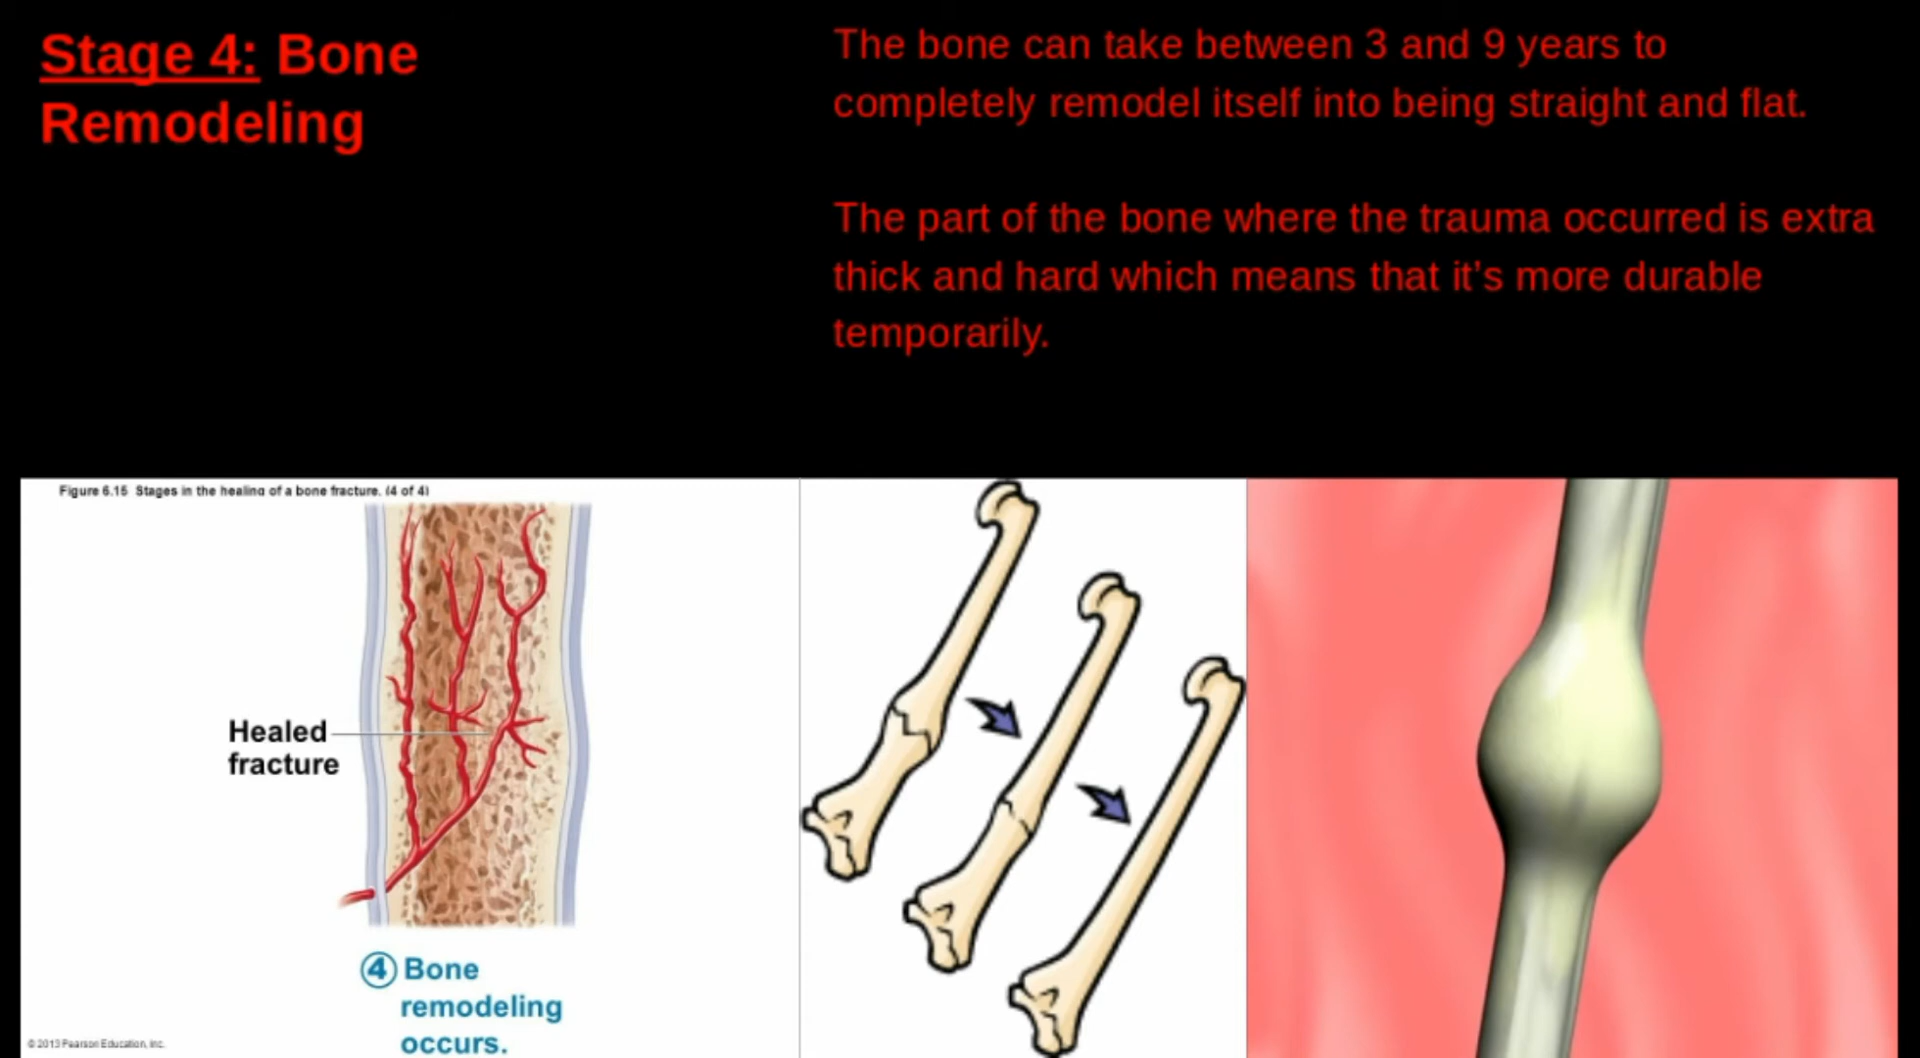 Stage 4: Bone
Remodeling
The bone can take between 3 and 9 years to
completely remodel itself into being straight and flat.
The part of the bone where the trauma occurred is extra
thick and hard which means that it's more durable
temporarily.
Figure 6.15 Stages in the healing of a bone fracture. (4 of 4)
Healed
fracture
4 Bone
remodeling
occurs.
© 2013 Pearson Education, Inc.